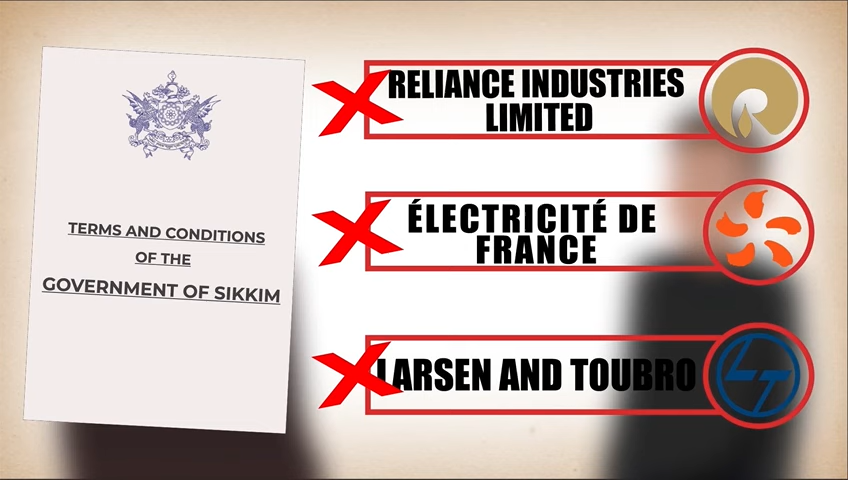 TERMS AND CONDITIONS
OF THE
GOVERNMENT OF SIKKIM
RELIANCE INDUSTRIES
LIMITED
ÉLECTRICITÉ DE
FRANCE
LARSEN AND TOUBRO